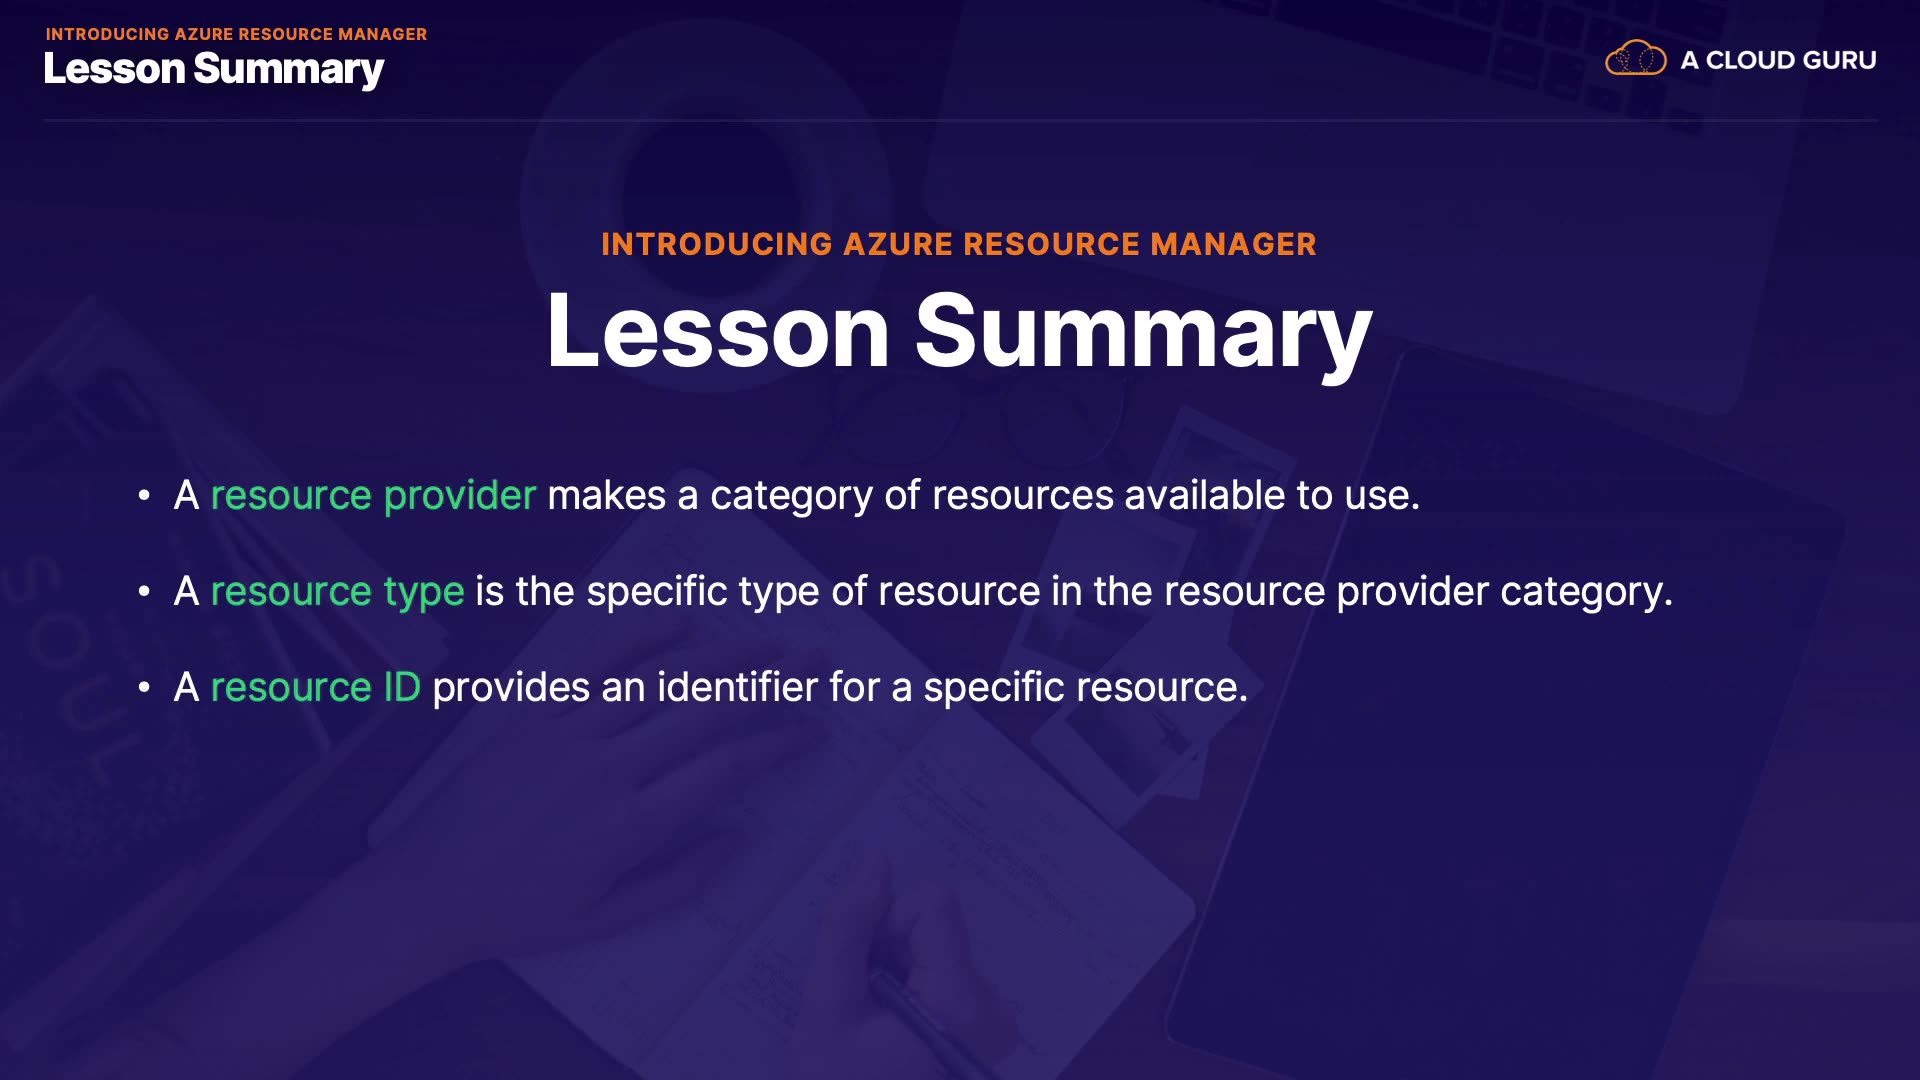 INTRODUCING AZURE RESOURCE MANAGER
Lesson Summary
A CLOUD GURU
INTRODUCING AZURE RESOURCE MANAGER
Lesson Summary
• A resource provider makes a category of resources available to use.
• A resource type is the specific type of resource in the resource provider category.
• A resource ID provides an identifier for a specific resource.
SOUL